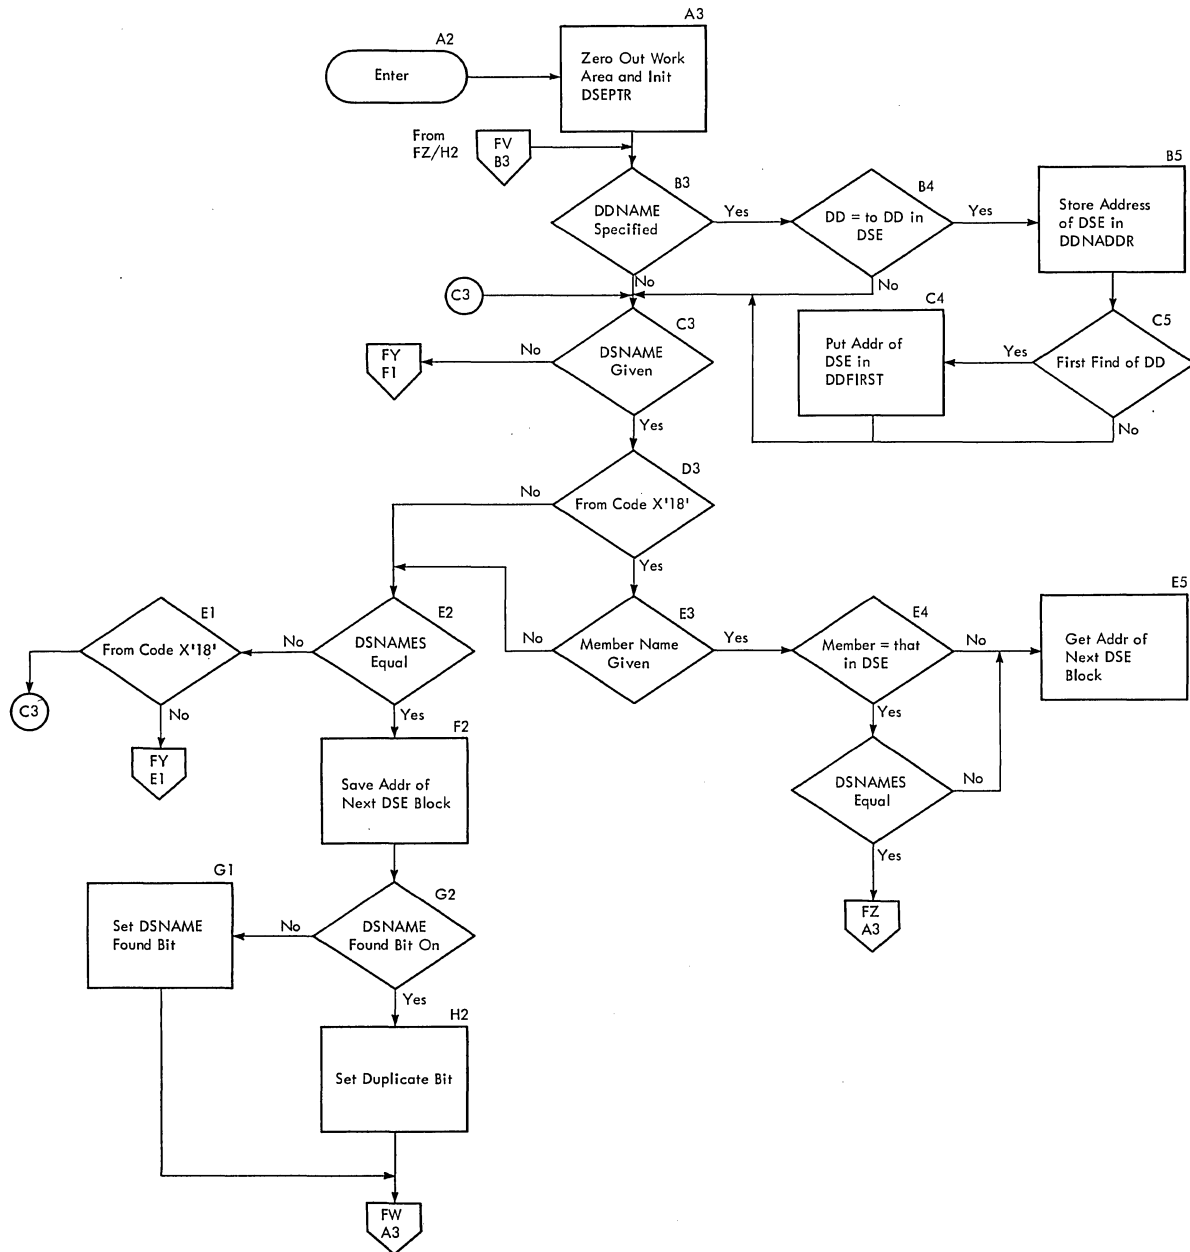 A2
Enter
A3
Zero Out Work
Area and Init
DSEPTR
From
FZ/H2
FV
B3
B3
DDNAME
Specified
Yes
No
B4
DD = to DD in
DSE
Yes
No
B5
Store Address
of DSE in
DDNADDR
C3
C3
DSNAME
Given
No
Yes
FY
F1
C4
Put Addr of
DSE in
DDFIRST
Yes
C5
First Find of DD
No
D3
From Code X'18'
No
Yes
E1
From Code X'18'
No
C3
FY
E1
E2
DSNAMES
Equal
No
Yes
E3
Member Name
Given
No
Yes
E4
Member = that
in DSE
No
Yes
E5
Get Addr of
Next DSE
Block
DSNAMES
Equal
No
Yes
FZ
A3
F2
Save Addr of
Next DSE Block
G1
Set DSNAME
Found Bit
G2
DSNAME
Found Bit On
No
Yes
H2
Set Duplicate Bit
FW
A3